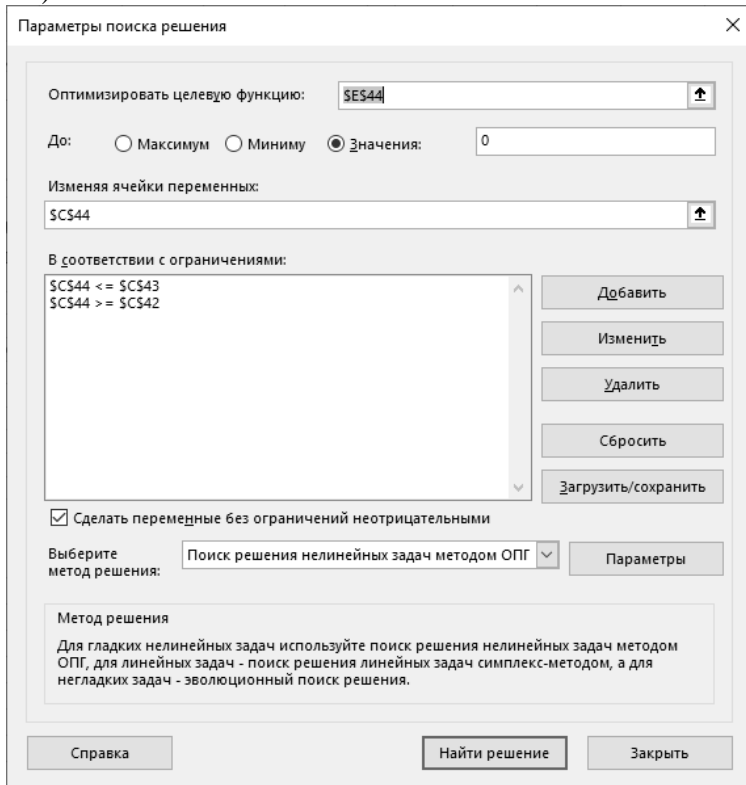 Параметры поиска решения
Оптимизировать целевую функцию: $E$44
До: Максимум Миниму Значения: 0
Изменяя ячейки переменных:
$C$44
В соответствии с ограничениями:
$C$44 <= $C$43
$C$44 >= $C$42
Добавить
Изменить
Удалить
Сбросить
Загрузить/сохранить
Сделать переменные без ограничений неотрицательными
Выберите
метод решения:
Поиск решения нелинейных задач методом ОПГ
Параметры
Метод решения
Для гладких нелинейных задач используйте поиск решения нелинейных задач методом
ОПГ, для линейных задач - поиск решения линейных задач симплекс-методом, а для
негладких задач - эволюционный поиск решения.
Справка Найти решение Закрыть